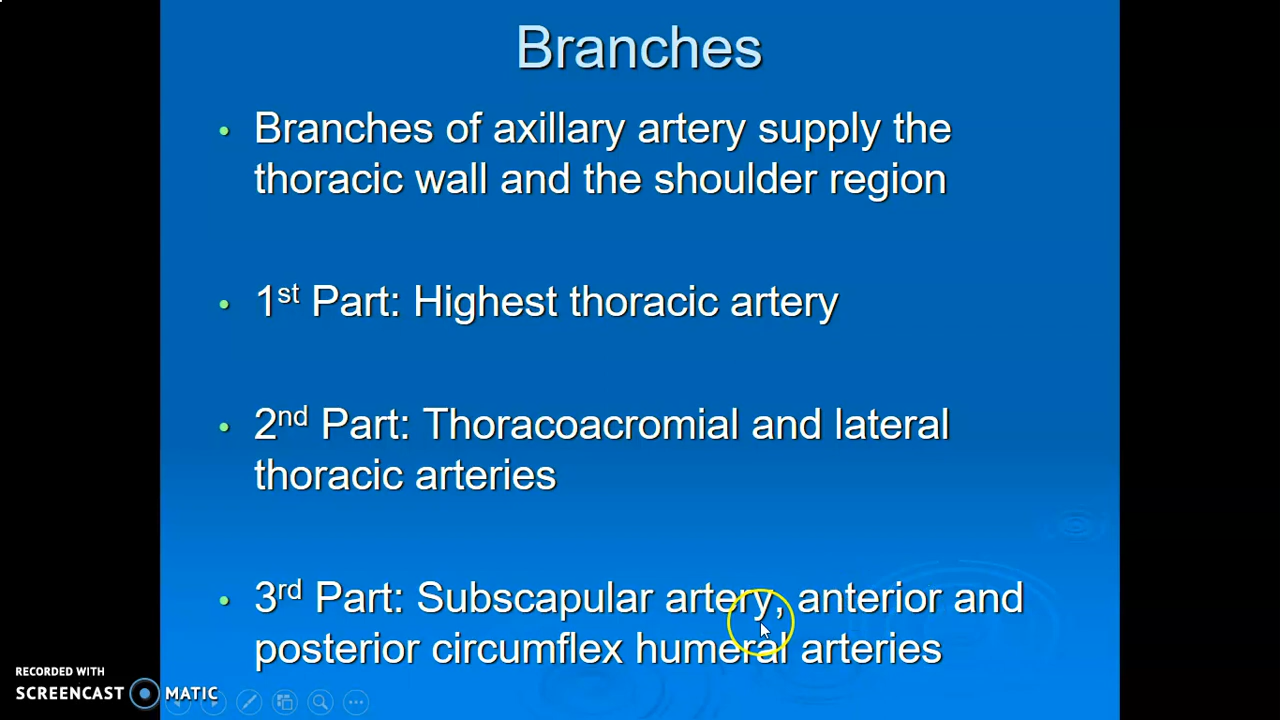 Branches
• Branches of axillary artery supply the
thoracic wall and the shoulder region
• 1st Part: Highest thoracic artery
• 2nd Part: Thoracoacromial and lateral
thoracic arteries
• 3rd Part: Subscapular artery, anterior and
posterior circumflex humeral arteries
RECORDED WITH
SCREENCAST MATIC